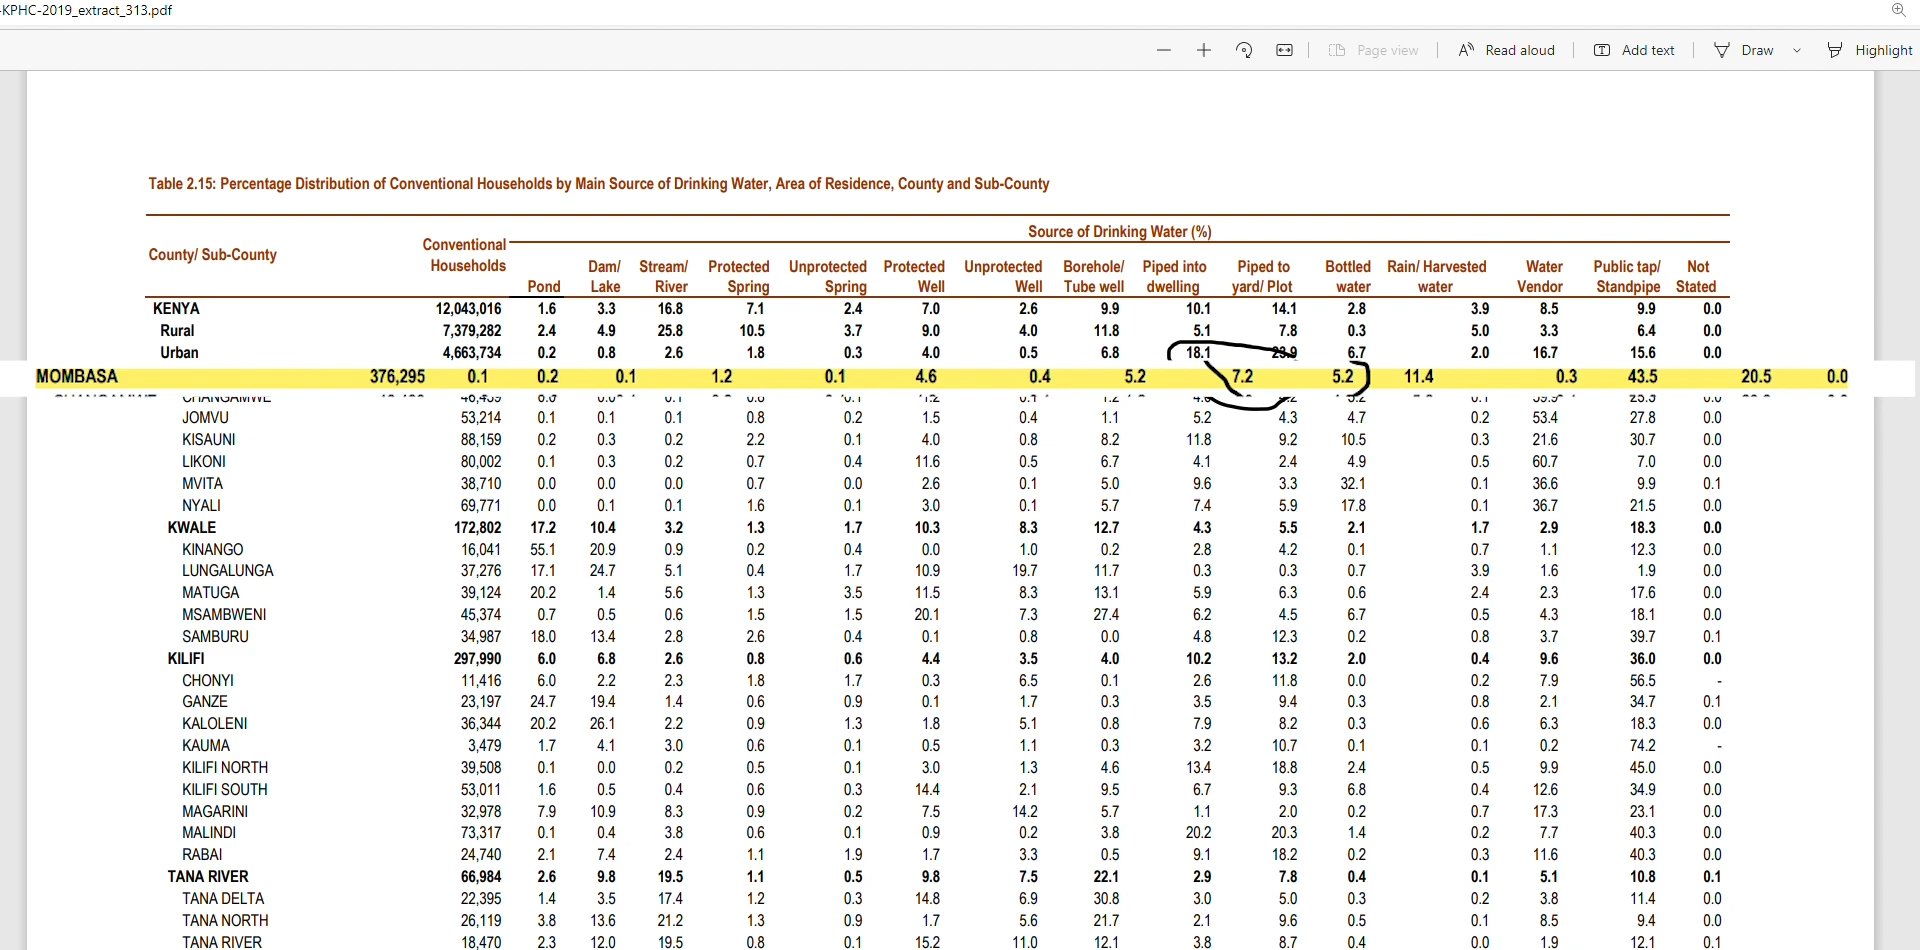 -KPHC-2019_extract_313.pdf
Page view Read aloud Add text Draw Highlight
Table 2.15: Percentage Distribution of Conventional Households by Main Source of Drinking Water, Area of Residence, County and Sub-County
Source of Drinking Water (%)
County/ Sub-County Conventional Households Pond Dam/ Lake Stream/ River Protected Spring Unprotected Spring Protected Well Unprotected Well Borehole/ Tube well Piped into dwelling Piped to yard/ Plot Bottled water Rain/ Harvested water Water Vendor Public tap/ Standpipe Not Stated
KENYA 12,043,016 1.6 3.3 16.8 7.1 2.4 7.0 2.6 9.9 10.1 14.1 2.8 3.9 8.5 9.9 0.0
Rural 7,379,282 2.4 4.9 25.8 10.5 3.7 9.0 4.0 11.8 5.1 7.8 0.3 5.0 3.3 6.4 0.0
Urban 4,663,734 0.2 0.8 2.6 1.8 0.3 4.0 0.5 6.8 18.1 23.9 6.7 2.0 16.7 15.6 0.0
MOMBASA 376,295 0.1 0.2 0.1 1.2 0.1 4.6 0.4 5.2 7.2 5.2 11.4 0.3 43.5 20.5 0.0
JOMVU 53,214 0.1 0.1 0.1 0.8 0.2 1.5 0.4 1.1 5.2 4.3 4.7 0.2 53.4 27.8 0.0
KISAUNI 88,159 0.2 0.3 0.2 2.2 0.1 4.0 0.8 8.2 11.8 9.2 10.5 0.3 21.6 30.7 0.0
LIKONI 80,002 0.1 0.3 0.2 0.7 0.4 11.6 0.5 6.7 4.1 2.4 4.9 0.5 60.7 7.0 0.0
MVITA 38,710 0.0 0.0 0.0 0.7 0.0 2.6 0.1 5.0 9.6 3.3 32.1 0.1 36.6 9.9 0.1
NYALI 69,771 0.0 0.1 0.1 1.6 0.1 3.0 0.1 5.7 7.4 5.9 17.8 0.1 36.7 21.5 0.0
KWALE 172,802 17.2 10.4 3.2 1.3 1.7 10.3 8.3 12.7 4.3 5.5 2.1 1.7 2.9 18.3 0.0
KINANGO 16,041 55.1 20.9 0.9 0.2 0.4 0.0 1.0 0.2 2.8 4.2 0.1 0.7 1.1 12.3 0.0
LUNGALUNGA 37,276 17.1 24.7 5.1 0.4 1.7 10.9 19.7 11.7 0.3 0.3 0.7 3.9 1.6 1.9 0.0
MATUGA 39,124 20.2 1.4 5.6 1.3 3.5 11.5 8.3 13.1 5.9 6.3 0.6 2.4 2.3 17.6 0.0
MSAMBWENI 45,374 0.7 0.5 0.6 1.5 1.5 20.1 7.3 27.4 6.2 4.5 6.7 0.5 4.3 18.1 0.0
SAMBURU 34,987 18.0 13.4 2.8 2.6 0.4 0.1 0.8 0.0 4.8 12.3 0.2 0.8 3.7 39.7 0.1
KILIFI 297,990 6.0 6.8 2.6 0.8 0.6 4.4 3.5 4.0 10.2 13.2 2.0 0.4 9.6 36.0 0.0
CHONYI 11,416 6.0 2.2 2.3 1.8 1.7 0.3 6.5 0.1 2.6 11.8 0.0 0.2 7.9 56.5 -
GANZE 23,197 24.7 19.4 1.4 0.6 0.9 0.1 1.7 0.3 3.5 9.4 0.3 0.8 2.1 34.7 0.1
KALOLENI 36,344 20.2 26.1 2.2 0.9 1.3 1.8 5.1 0.8 7.9 8.2 0.3 0.6 6.3 18.3 0.0
KAUMA 3,479 1.7 4.1 3.0 0.6 0.1 0.5 1.1 0.3 3.2 10.7 0.1 0.1 0.2 74.2 -
KILIFI NORTH 39,508 0.1 0.0 0.2 0.5 0.1 3.0 1.3 4.6 13.4 18.8 2.4 0.5 9.9 45.0 0.0
KILIFI SOUTH 53,011 1.6 0.5 0.4 0.6 0.3 14.4 2.1 9.5 6.7 9.3 6.8 0.4 12.6 34.9 0.0
MAGARINI 32,978 7.9 10.9 8.3 0.9 0.2 7.5 14.2 5.7 1.1 2.0 0.2 0.7 17.3 23.1 0.0
MALINDI 73,317 0.1 0.4 3.8 0.6 0.1 0.9 0.2 3.8 20.2 20.3 1.4 0.2 7.7 40.3 0.0
RABAI 24,740 2.1 7.4 2.4 1.1 1.9 1.7 3.3 0.5 9.1 18.2 0.2 0.3 11.6 40.3 0.0
TANA RIVER 66,984 2.6 9.8 19.5 1.1 0.5 9.8 7.5 22.1 2.9 7.8 0.4 0.1 5.1 10.8 0.1
TANA DELTA 22,395 1.4 3.5 17.4 1.2 0.3 14.8 6.9 30.8 3.0 5.0 0.3 0.2 3.8 11.4 0.0
TANA NORTH 26,119 3.8 13.6 21.2 1.3 0.9 1.7 5.6 21.7 2.1 9.6 0.5 0.1 8.5 9.4 0.0
TANA RIVER 18,470 2.3 12.0 19.5 0.8 0.1 15.2 11.0 12.1 3.8 8.7 0.4 0.0 1.9 12.1 0.1